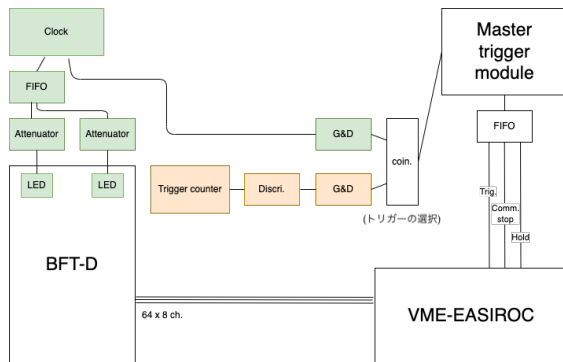 Clock
Master
trigger
module
FIFO
Attenuator
Attenuator
G&D
FIFO
coin.
LED
LED
Trigger counter
Discri.
G&D
Trig.
Comm.
stop
Hold
(トリガーの選択)
BFT-D
64 x 8 ch.
VME-EASIROC